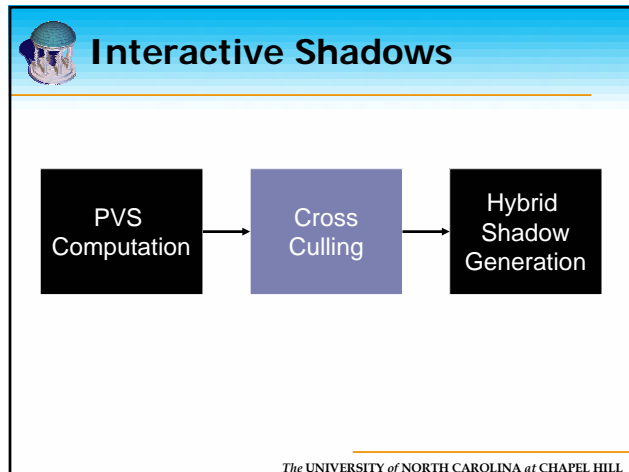 Interactive Shadows
PVS
Computation
Cross
Culling
Hybrid
Shadow
Generation
The UNIVERSITY of NORTH CAROLINA at CHAPEL HILL